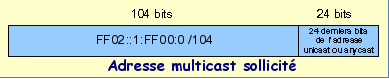 104 bits
24 bits
FF02::1:FF00:0 /104
24 derniers bits
de l'adresse
unicast ou anycast
Adresse multicast sollicité